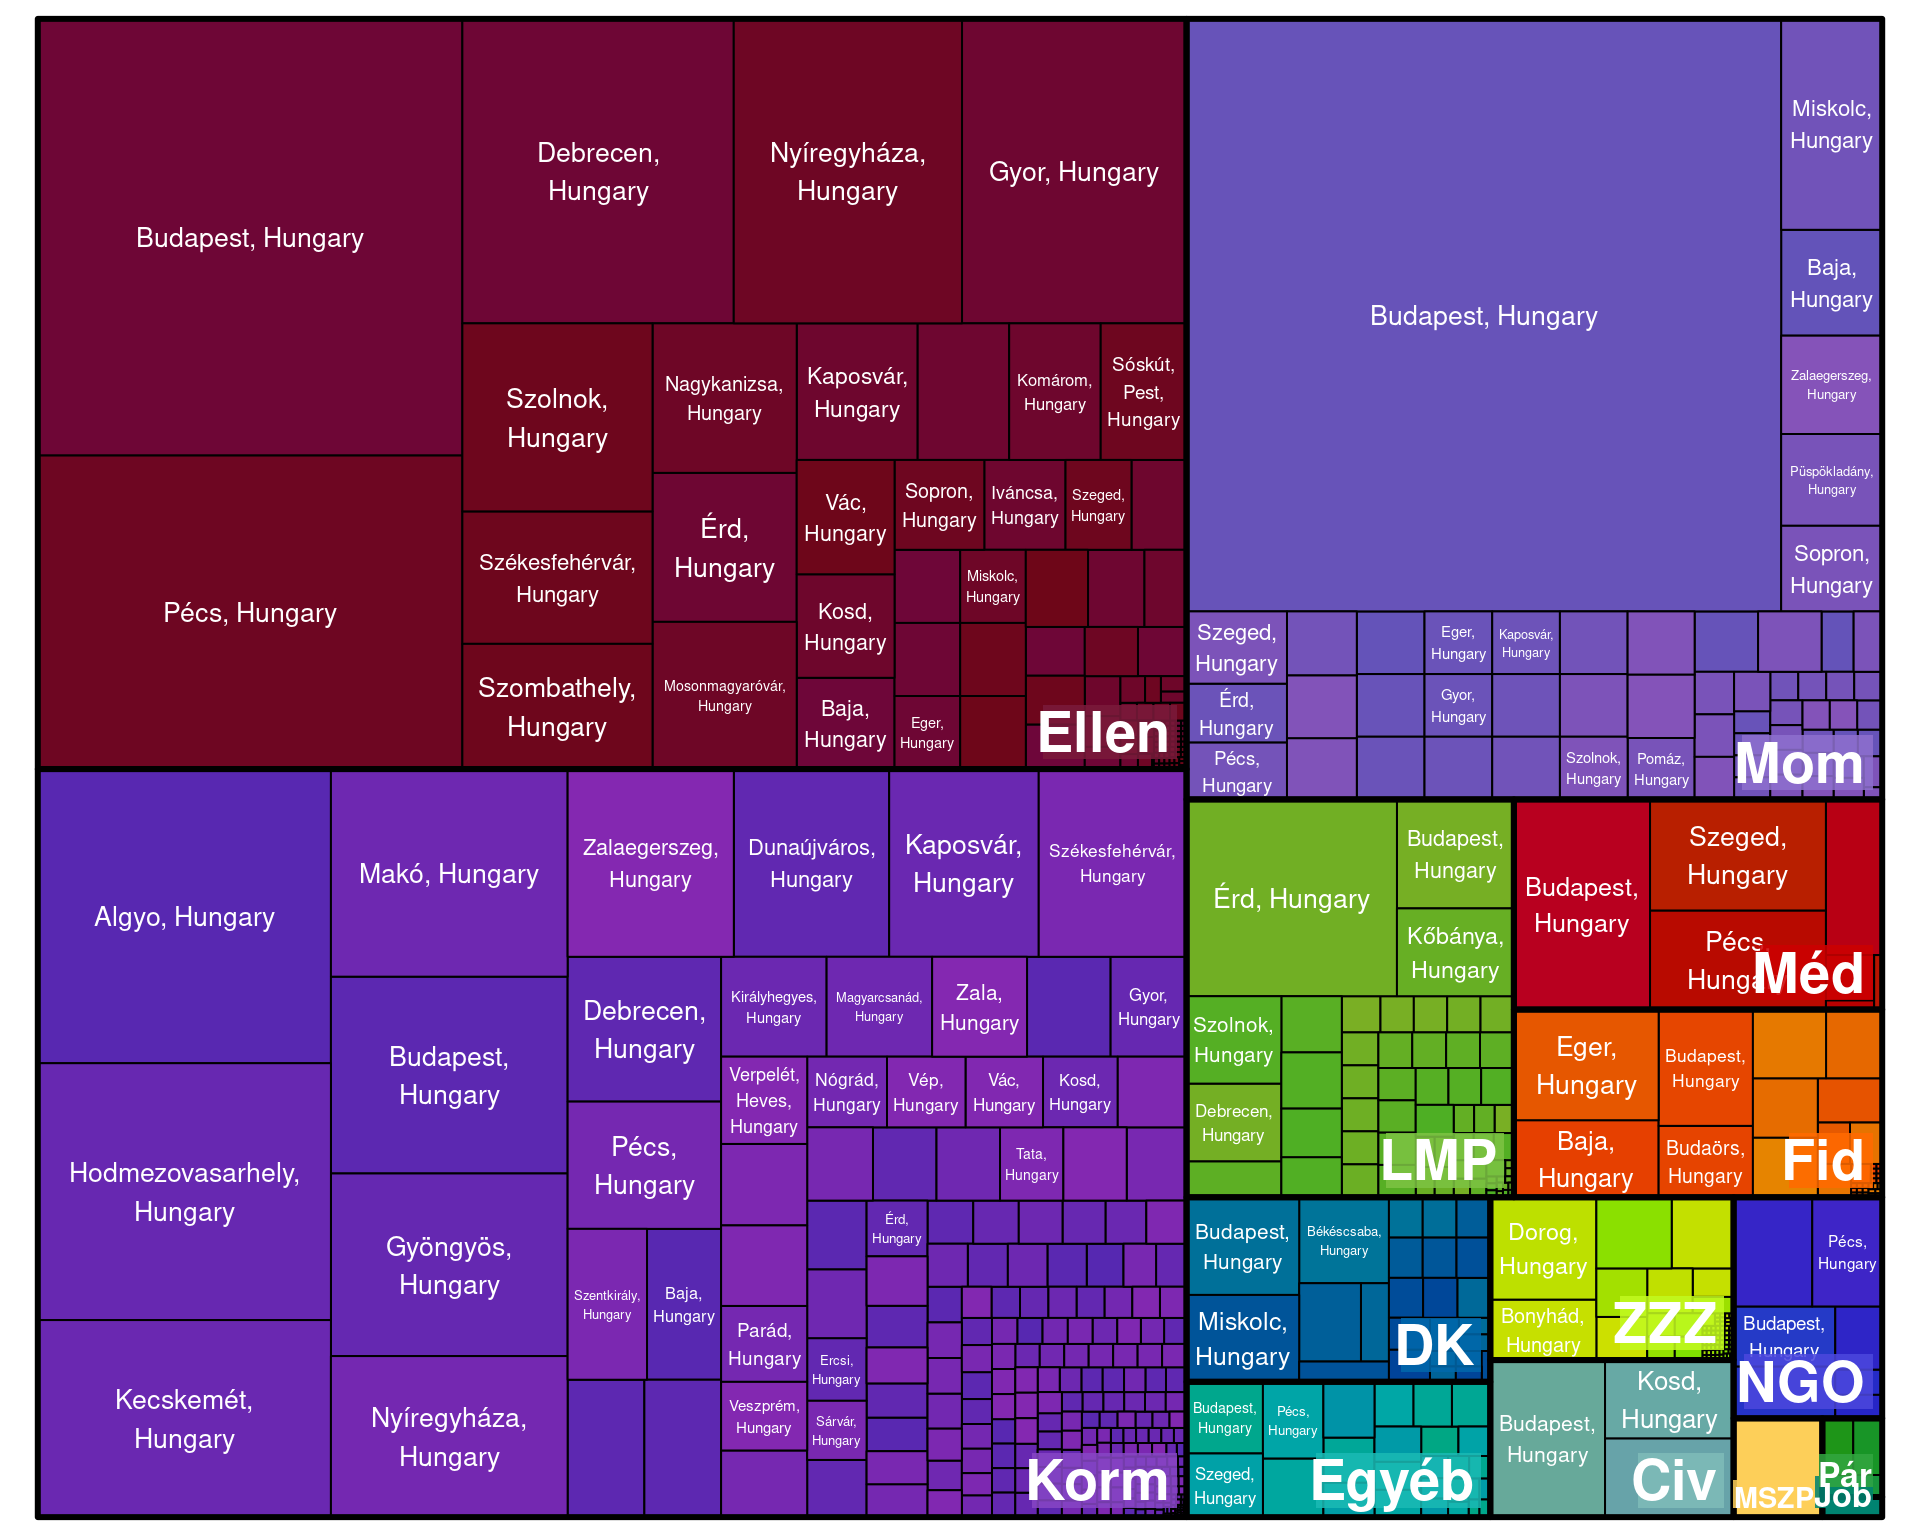 Budapest, Hungary
Debrecen,
Hungary
Nyíregyháza,
Hungary
Gyor, Hungary
Pécs, Hungary
Szolnok,
Hungary
Székesfehérvár,
Hungary
Szombathely,
Hungary
Nagykanizsa,
Hungary
Érd,
Hungary
Mosonmagyaróvár,
Hungary
Kaposvár,
Hungary
Komárom,
Hungary
Sóskút,
Pest,
Hungary
Vác,
Hungary
Sopron,
Hungary
Iváncsa,
Hungary
Szeged,
Hungary
Kosd,
Hungary
Miskolc,
Hungary
Baja,
Hungary
Eger,
Hungary
Ellen
Budapest, Hungary
Miskolc,
Hungary
Baja,
Hungary
Zalaegerszeg,
Hungary
Püspökladány,
Hungary
Sopron,
Hungary
Szeged,
Hungary
Érd,
Hungary
Pécs,
Hungary
Eger,
Hungary
Kaposvár,
Hungary
Gyor,
Hungary
Szolnok,
Hungary
Pomáz,
Hungary
Mom
Algyo, Hungary
Hodmezovasarhely,
Hungary
Kecskemét,
Hungary
Makó, Hungary
Budapest,
Hungary
Gyöngyös,
Hungary
Nyíregyháza,
Hungary
Zalaegerszeg,
Hungary
Dunaújváros,
Hungary
Kaposvár,
Hungary
Székesfehérvár,
Hungary
Debrecen,
Hungary
Pécs,
Hungary
Szentkirály,
Hungary
Baja,
Hungary
Királyhegyes,
Hungary
Magyarcsanád,
Hungary
Zala,
Hungary
Gyor,
Hungary
Verpelét,
Heves,
Hungary
Nógrád,
Hungary
Vép,
Hungary
Vác,
Hungary
Kosd,
Hungary
Tata,
Hungary
Érd,
Hungary
Parád,
Hungary
Ercsi,
Hungary
Veszprém,
Hungary
Sárvár,
Hungary
Korm
Érd, Hungary
Budapest,
Hungary
Kőbánya,
Hungary
Szolnok,
Hungary
Debrecen,
Hungary
LMP
Budapest,
Hungary
Szeged,
Hungary
Pécs,
Hungary
Méd
Eger,
Hungary
Budapest,
Hungary
Baja,
Hungary
Budaörs,
Hungary
Fid
Budapest,
Hungary
Békéscsaba,
Hungary
Miskolc,
Hungary
DK
Dorog,
Hungary
Bonyhád,
Hungary
ZZZ
Pécs,
Hungary
Budapest,
Hungary
NGO
Budapest,
Hungary
Pécs,
Hungary
Szeged,
Hungary
Egyéb
Budapest,
Hungary
Kosd,
Hungary
Civ
MSZP
Pár
Job